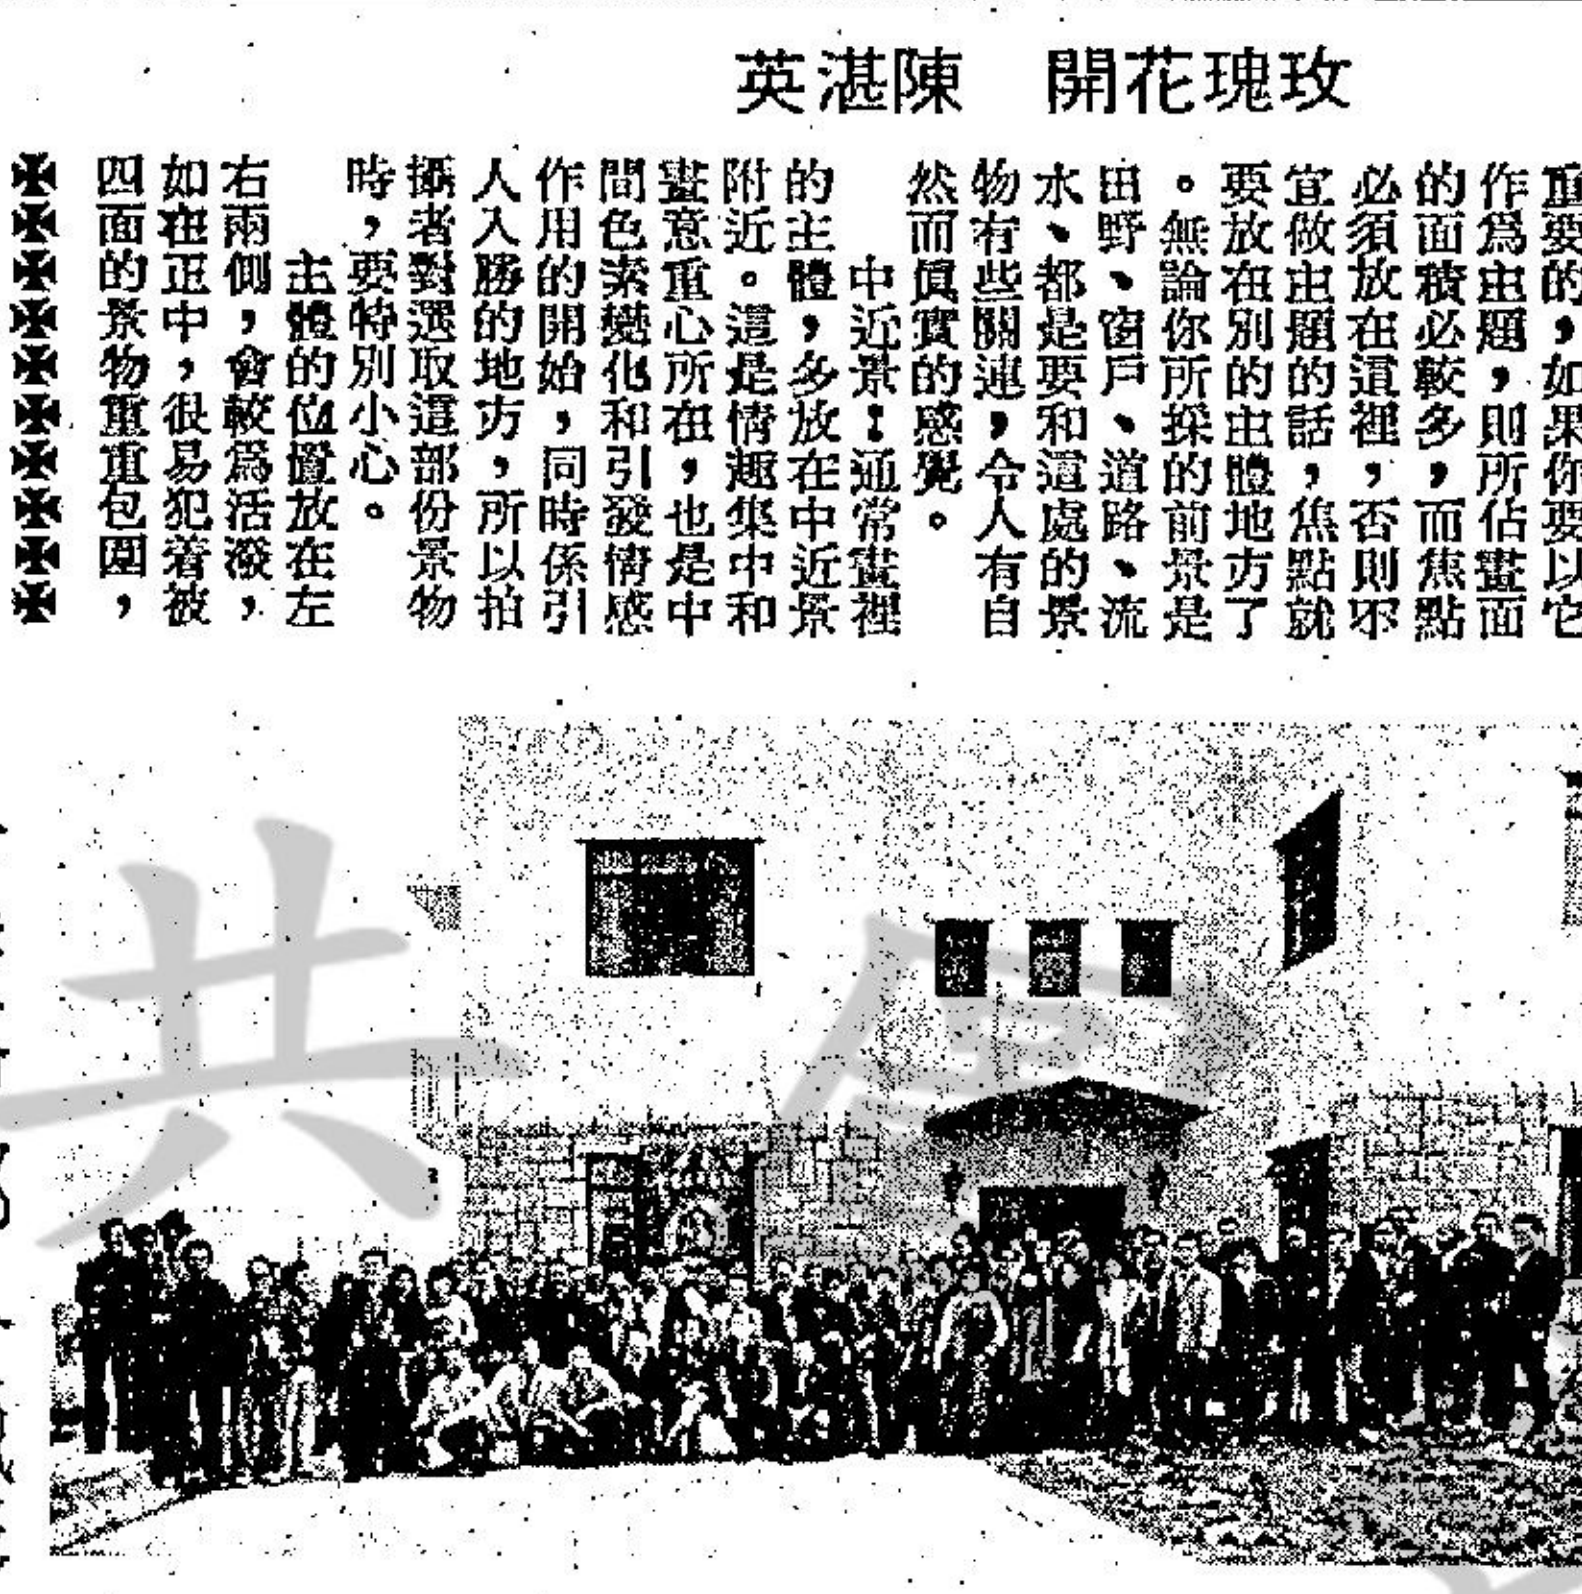 玫瑰花開　陳湛英
重要的，如果你要以它
作爲主題，則所佔畫面
的面積必較多，而焦點
必須放在這裡，否則不
宜做主題的話，焦點就
要放在別的主體地方了
。無論你所採的前景是
田野、窗戶、道路、流
水、都是要和這處的景
物有些關連，令人有自
然而眞實的感覺。
中近景：通常畫裡
的主體，多放在中近景
附近。這是情趣集中和
畫意重心所在，也是中
間色素變化和引發情感
作用的開始，同時係引
人入勝的地方，所以拍
攝者對選取這部份景物
時，要特別小心。
主體的位置放在左
右兩側，會較爲活潑，
如在正中，很易犯着被
四面的景物重重包圍，
共